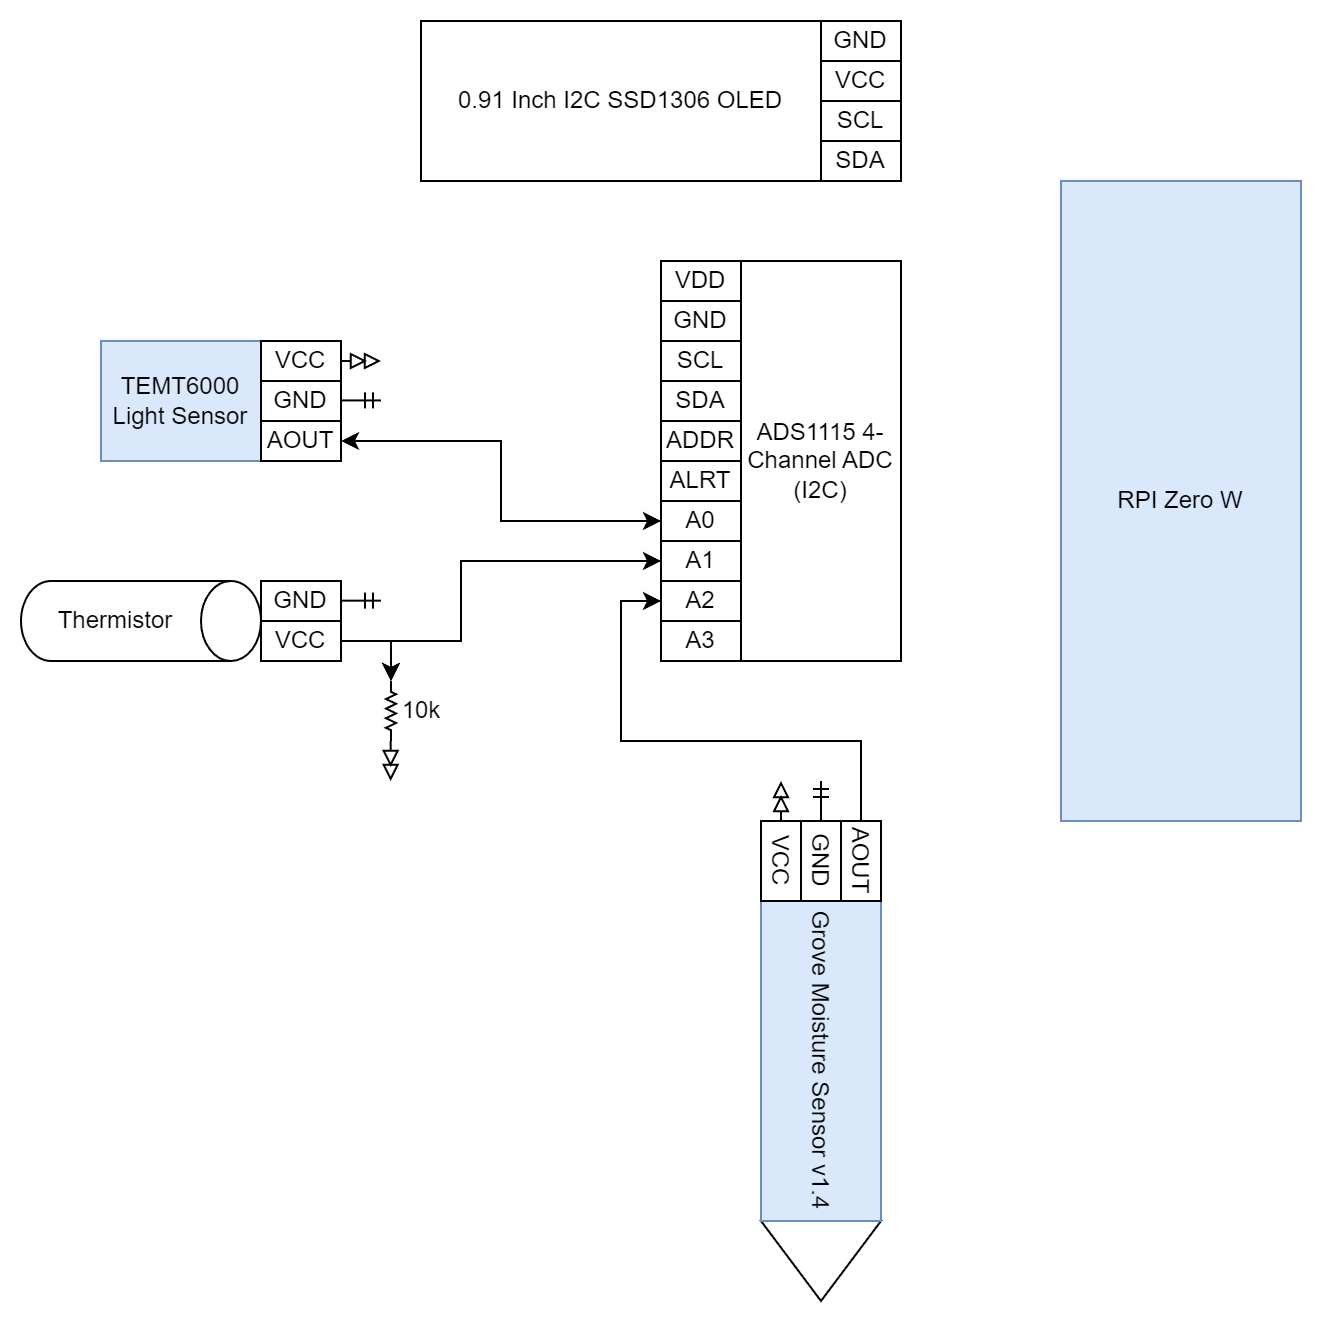 0.91 Inch I2C SSD1306 OLED
GND
VCC
SCL
SDA
TEMT6000
Light Sensor
VCC
GND
AOUT
Thermistor
GND
VCC
10k
VDD
GND
SCL
SDA
ADDR
ALRT
A0
A1
A2
A3
ADS1115 4-
Channel ADC
(I2C)
RPI Zero W
VCC
GND
AOUT
Grove Moisture Sensor v1.4